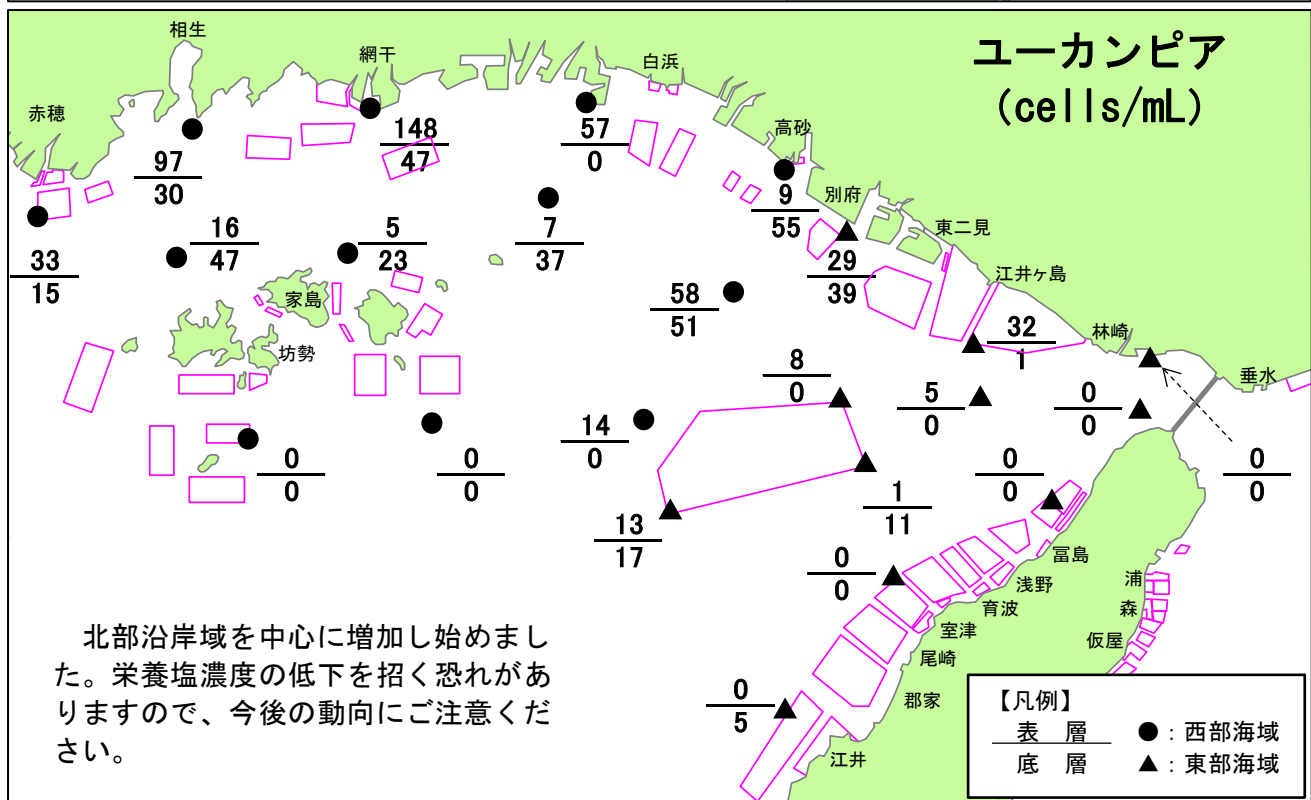 ユーカンピア
(cells/mL)
相生
網干
白浜
赤穂
高砂
別府
東二見
江井ヶ島
林崎
垂水
家島
坊勢
148
47
57
0
97
30
9
55
16
47
5
23
7
37
33
15
29
39
58
51
32
1
8
0
5
0
0
0
14
0
0
0
0
0
0
0
0
0
1
11
13
17
0
0
0
5
冨島
浅野
育波
室津
尾崎
郡家
江井
浦
森
仮屋
北部沿岸域を中心に増加し始めまし
た。栄養塩濃度の低下を招く恐れがあ
りますので、今後の動向にご注意くだ
さい。
【凡例】
表 層 ●:西部海域
底 層 ▲:東部海域